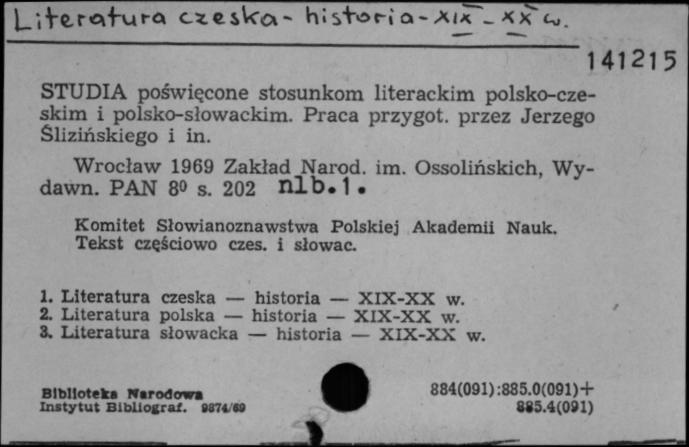 Literatura czeska - historia - XIX - XX w.
141215
STUDIA poświęcone stosunkom literackim polsko-cze-
skim i polsko-słowackim. Praca przygot. przez Jerzego
Ślizińskiego i in.
Wrocław 1969 Zakład Narod. im. Ossolińskich, Wy-
dawn. PAN 8⁰ s. 202 nlb. 1.
Komitet Słowianoznawstwa Polskiej Akademii Nauk.
Tekst częściowo czes. i słowac.
1. Literatura czeska — historia — XIX-XX w.
2. Literatura polska — historia — XIX-XX w.
3. Literatura słowacka — historia — XIX-XX w.
Biblioteka Narodowa
Instytut Bibliograf. 9874/69
884(091):885.0(091)+
885.4(091)